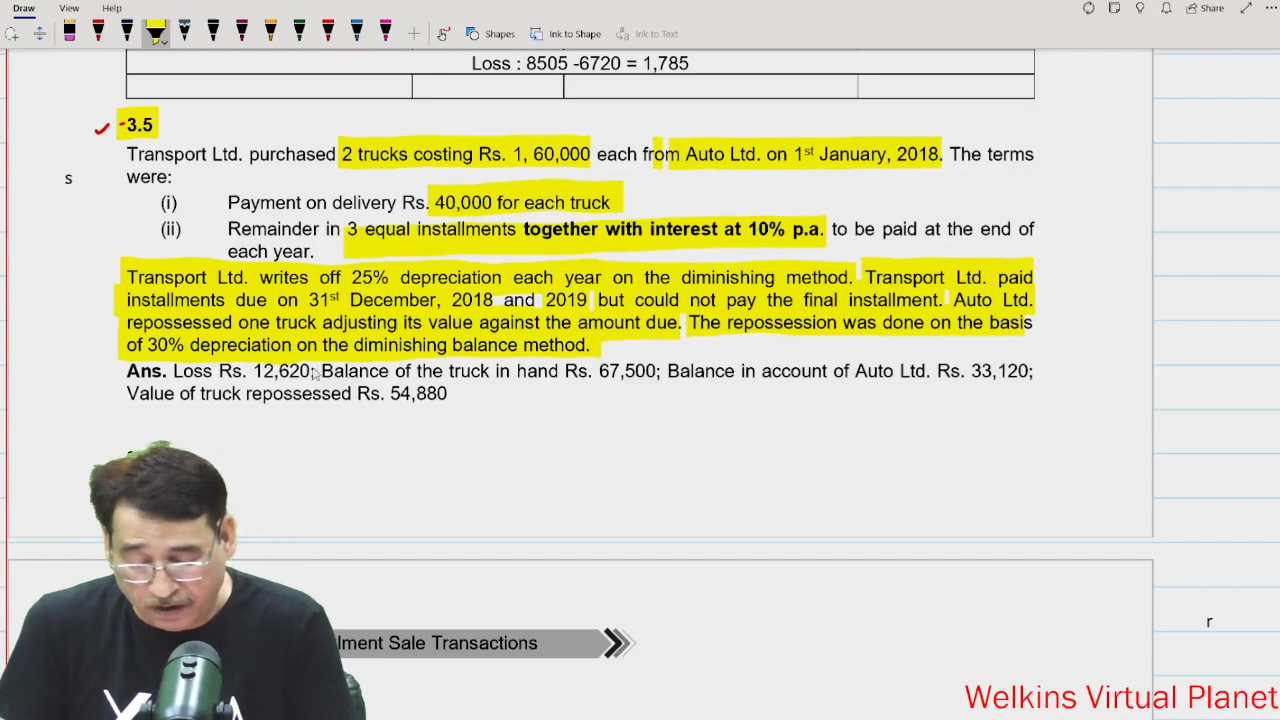 Draw View Help
Share
Shapes Ink to Shape Ink to Text
Loss : 8505 -6720 = 1,785
3.5
Transport Ltd. purchased 2 trucks costing Rs. 1, 60,000 each from Auto Ltd. on 1st January, 2018. The terms
were:
s
(i) Payment on delivery Rs. 40,000 for each truck
(ii) Remainder in 3 equal installments together with interest at 10% p.a. to be paid at the end of
each year.
Transport Ltd. writes off 25% depreciation each year on the diminishing method. Transport Ltd. paid
installments due on 31st December, 2018 and 2019 but could not pay the final installment. Auto Ltd.
repossessed one truck adjusting its value against the amount due. The repossession was done on the basis
of 30% depreciation on the diminishing balance method.
Ans. Loss Rs. 12,620; Balance of the truck in hand Rs. 67,500; Balance in account of Auto Ltd. Rs. 33,120;
Value of truck repossessed Rs. 54,880
lment Sale Transactions
r
Welkins Virtual Planet